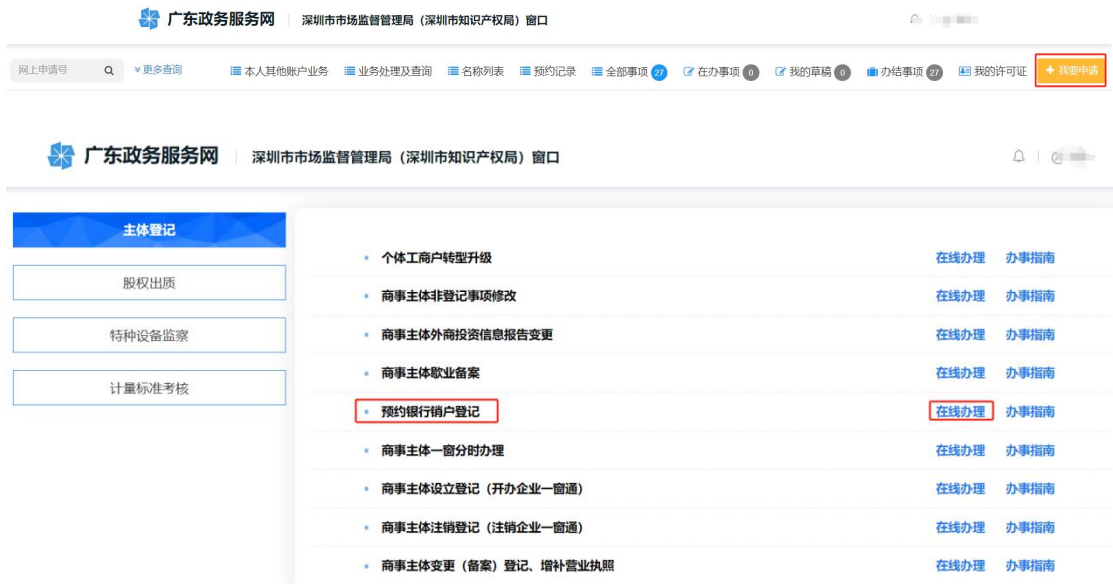 广东政务服务网 深圳市市场监督管理局（深圳市知识产权局）窗口
网上申请号 更多查询 本人其他账户业务 业务处理及查询 名称列表 预约记录 全部事项 27 在办事项 0 我的草稿 0 办结事项 27 我的许可证 + 我要申请
广东政务服务网 深圳市市场监督管理局（深圳市知识产权局）窗口
主体登记
股权出质
特种设备监察
计量标准考核
个体工商户转型升级 在线办理 办事指南
商事主体非登记事项修改 在线办理 办事指南
商事主体外商投资信息报告变更 在线办理 办事指南
商事主体歇业备案 在线办理 办事指南
预约银行销户登记 在线办理 办事指南
商事主体一窗分时办理 在线办理 办事指南
商事主体设立登记（开办企业一窗通） 在线办理 办事指南
商事主体注销登记（注销企业一窗通） 在线办理 办事指南
商事主体变更（备案）登记、增补营业执照 在线办理 办事指南